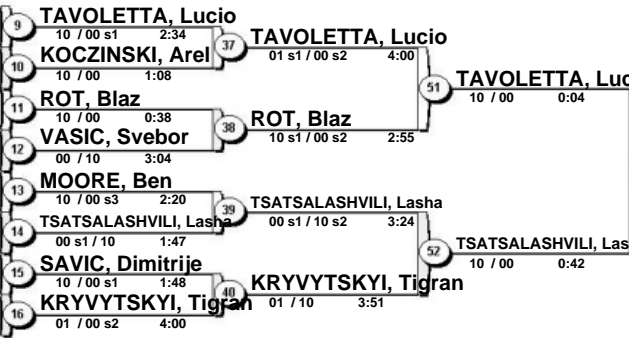 9
TAVOLETTA, Lucio
10 / 00 s1 2:34
10
KOCZINSKI, Arel
10 / 00 1:08
11
ROT, Blaz
10 / 00 0:38
12
VASIC, Svebor
00 / 10 3:04
13
MOORE, Ben
10 / 00 s3 2:20
14
TSATSALASHVILI, Lasha
00 s1 / 10 1:47
15
SAVIC, Dimitrije
10 / 00 s1 1:48
16
KRYVYTSKYI, Tigran
01 / 00 s2 4:00
37
TAVOLETTA, Lucio
01 s1 / 00 s2 4:00
38
ROT, Blaz
10 s1 / 00 s2 2:55
39
TSATSALASHVILI, Lasha
00 s1 / 10 s2 3:24
40
KRYVYTSKYI, Tigran
01 / 10 3:51
51
TAVOLETTA, Luc
10 / 00 0:04
52
TSATSALASHVILI, Las
10 / 00 0:42